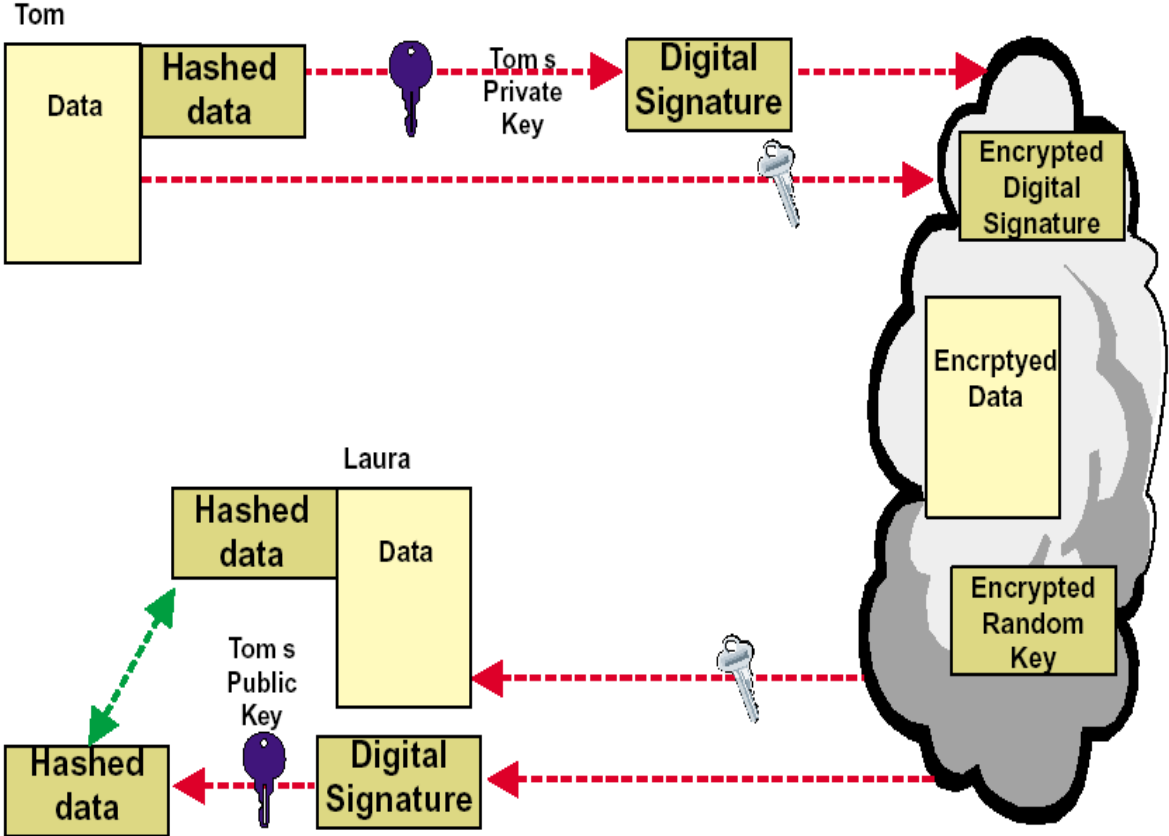 Tom
Data
Hashed
data
Tom s
Private
Key
Digital
Signature
Encrypted
Digital
Signature
Encrptyed
Data
Encrypted
Random
Key
Laura
Hashed
data
Data
Tom s
Public
Key
Digital
Signature
Hashed
data